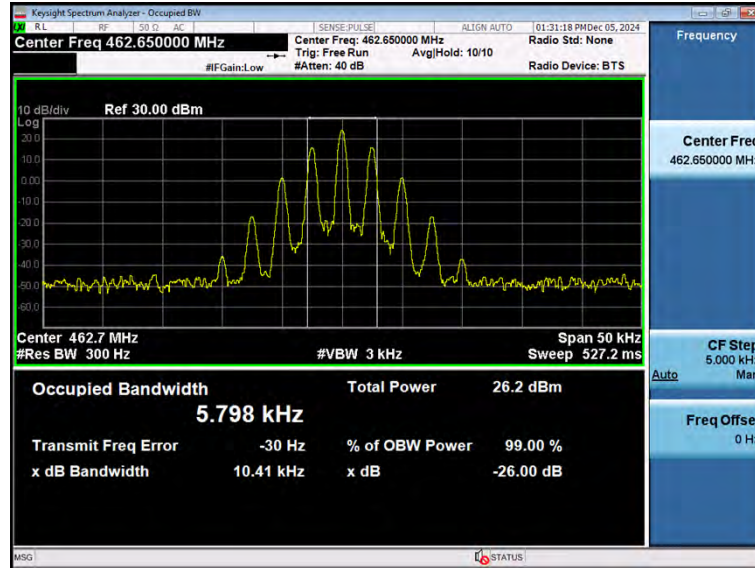 Keysight Spectrum Analyzer - Occupied BW
RL RF 50 Ω AC SENSE:PULSE ALIGN AUTO 01:31:18 PM Dec 05, 2024
Center Freq 462.650000 MHz Center Freq: 462.650000 MHz Radio Std: None Frequency
Trig: Free Run Avg|Hold: 10/10
#IFGain:Low #Atten: 40 dB Radio Device: BTS
10 dB/div Ref 30.00 dBm
Log
20.0
10.0
0.00
-10.0
-20.0
-30.0
-40.0
-50.0
-60.0
Center Fre
462.650000 MH
Center 462.7 MHz Span 50 kHz
#Res BW 300 Hz #VBW 3 kHz Sweep 527.2 ms
CF Step
5.000 kH
Auto Ma
Occupied Bandwidth Total Power 26.2 dBm
5.798 kHz
Freq Offse
0 H
Transmit Freq Error -30 Hz % of OBW Power 99.00 %
x dB Bandwidth 10.41 kHz x dB -26.00 dB
MSG STATUS